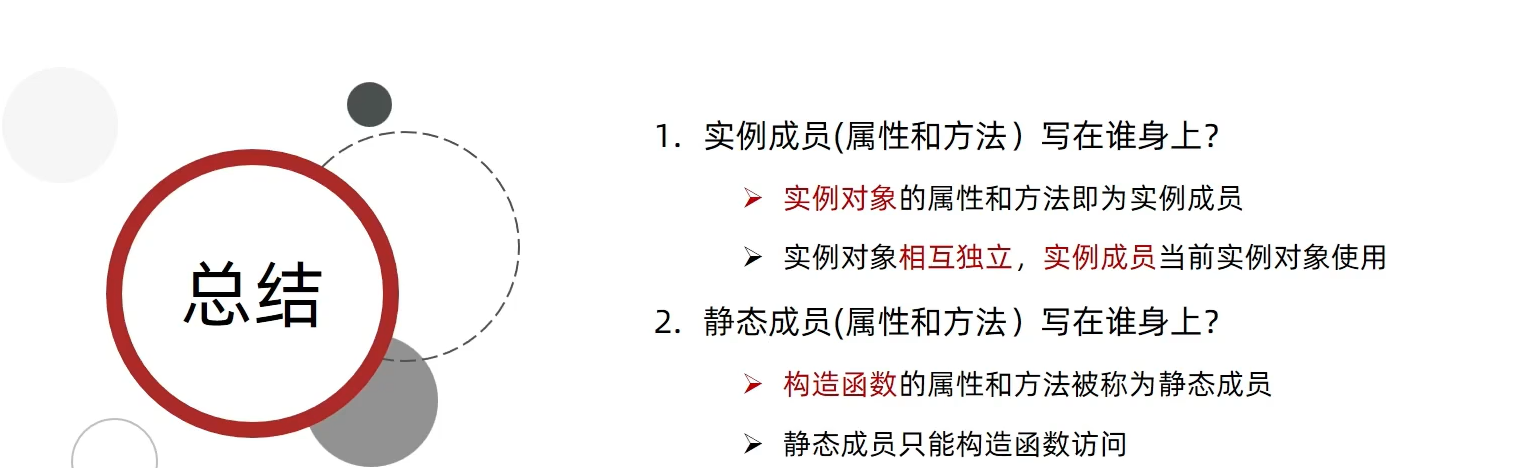 总结
1. 实例成员(属性和方法）写在谁身上？
➢ 实例对象的属性和方法即为实例成员
➢ 实例对象相互独立，实例成员当前实例对象使用
2. 静态成员(属性和方法）写在谁身上？
➢ 构造函数的属性和方法被称为静态成员
➢ 静态成员只能构造函数访问